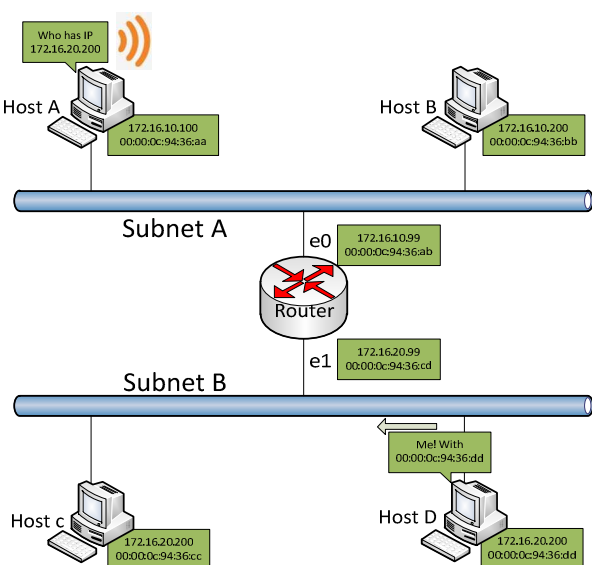 Who has IP
172.16.20.200
Host A
172.16.10.100
00:00:0c:94:36:aa
Host B
172.16.10.200
00:00:0c:94:36:bb
Subnet A
e0
172.16.10.99
00:00:0c:94:36:ab
Router
e1
172.16.20.99
00:00:0c:94:36:cd
Subnet B
Me! With
00:00:0c:94:36:dd
Host c
172.16.20.200
00:00:0c:94:36:cc
Host D
172.16.20.200
00:00:0c:94:36:dd